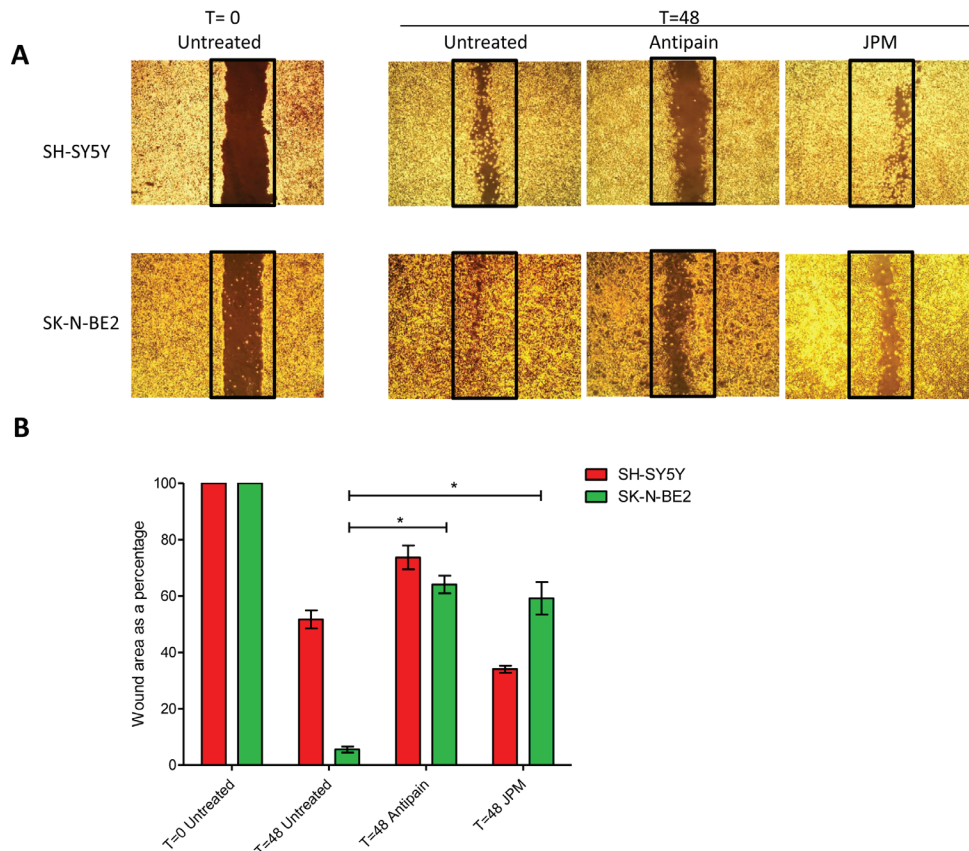 A
T= 0
Untreated
T=48
Untreated
Antipain
JPM
SH-SY5Y
SK-N-BE2
B
SH-SY5Y
SK-N-BE2
*
*
Wound area as a percentage
100
80
60
40
20
0
T=0 Untreated
T=48 Untreated
T=48 Antipain
T=48 JPM